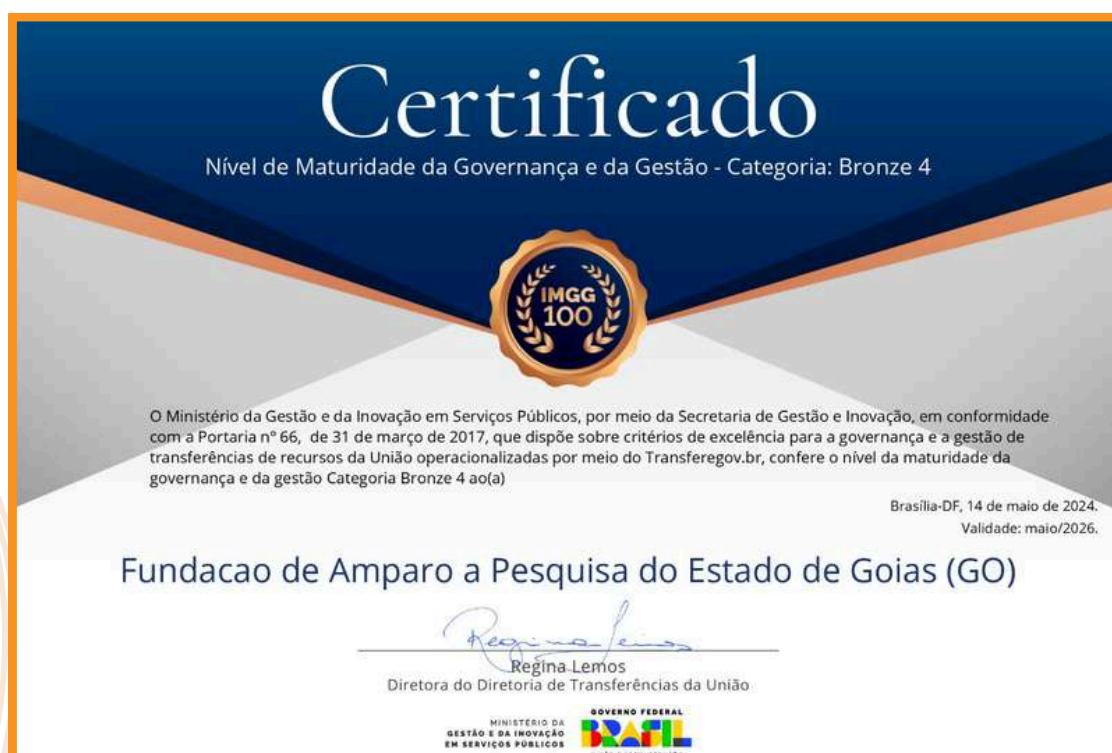 Certificado
Nível de Maturidade da Governança e da Gestão - Categoria: Bronze 4
IMGG
100
O Ministério da Gestão e da Inovação em Serviços Públicos, por meio da Secretaria de Gestão e Inovação, em conformidade
com a Portaria nº 66, de 31 de março de 2017, que dispõe sobre critérios de excelência para a governança e a gestão de
transferências de recursos da União operacionalizadas por meio do Transferegov.br, confere o nível da maturidade da
governança e da gestão Categoria Bronze 4 ao(a)
Brasília-DF, 14 de maio de 2024.
Validade: maio/2026.
Fundacao de Amparo a Pesquisa do Estado de Goias (GO)
Regina Lemos
Regina Lemos
Diretora do Diretoria de Transferências da União
MINISTÉRIO DA
GESTÃO E DA INOVAÇÃO
EM SERVIÇOS PÚBLICOS
GOVERNO FEDERAL
BRASIL